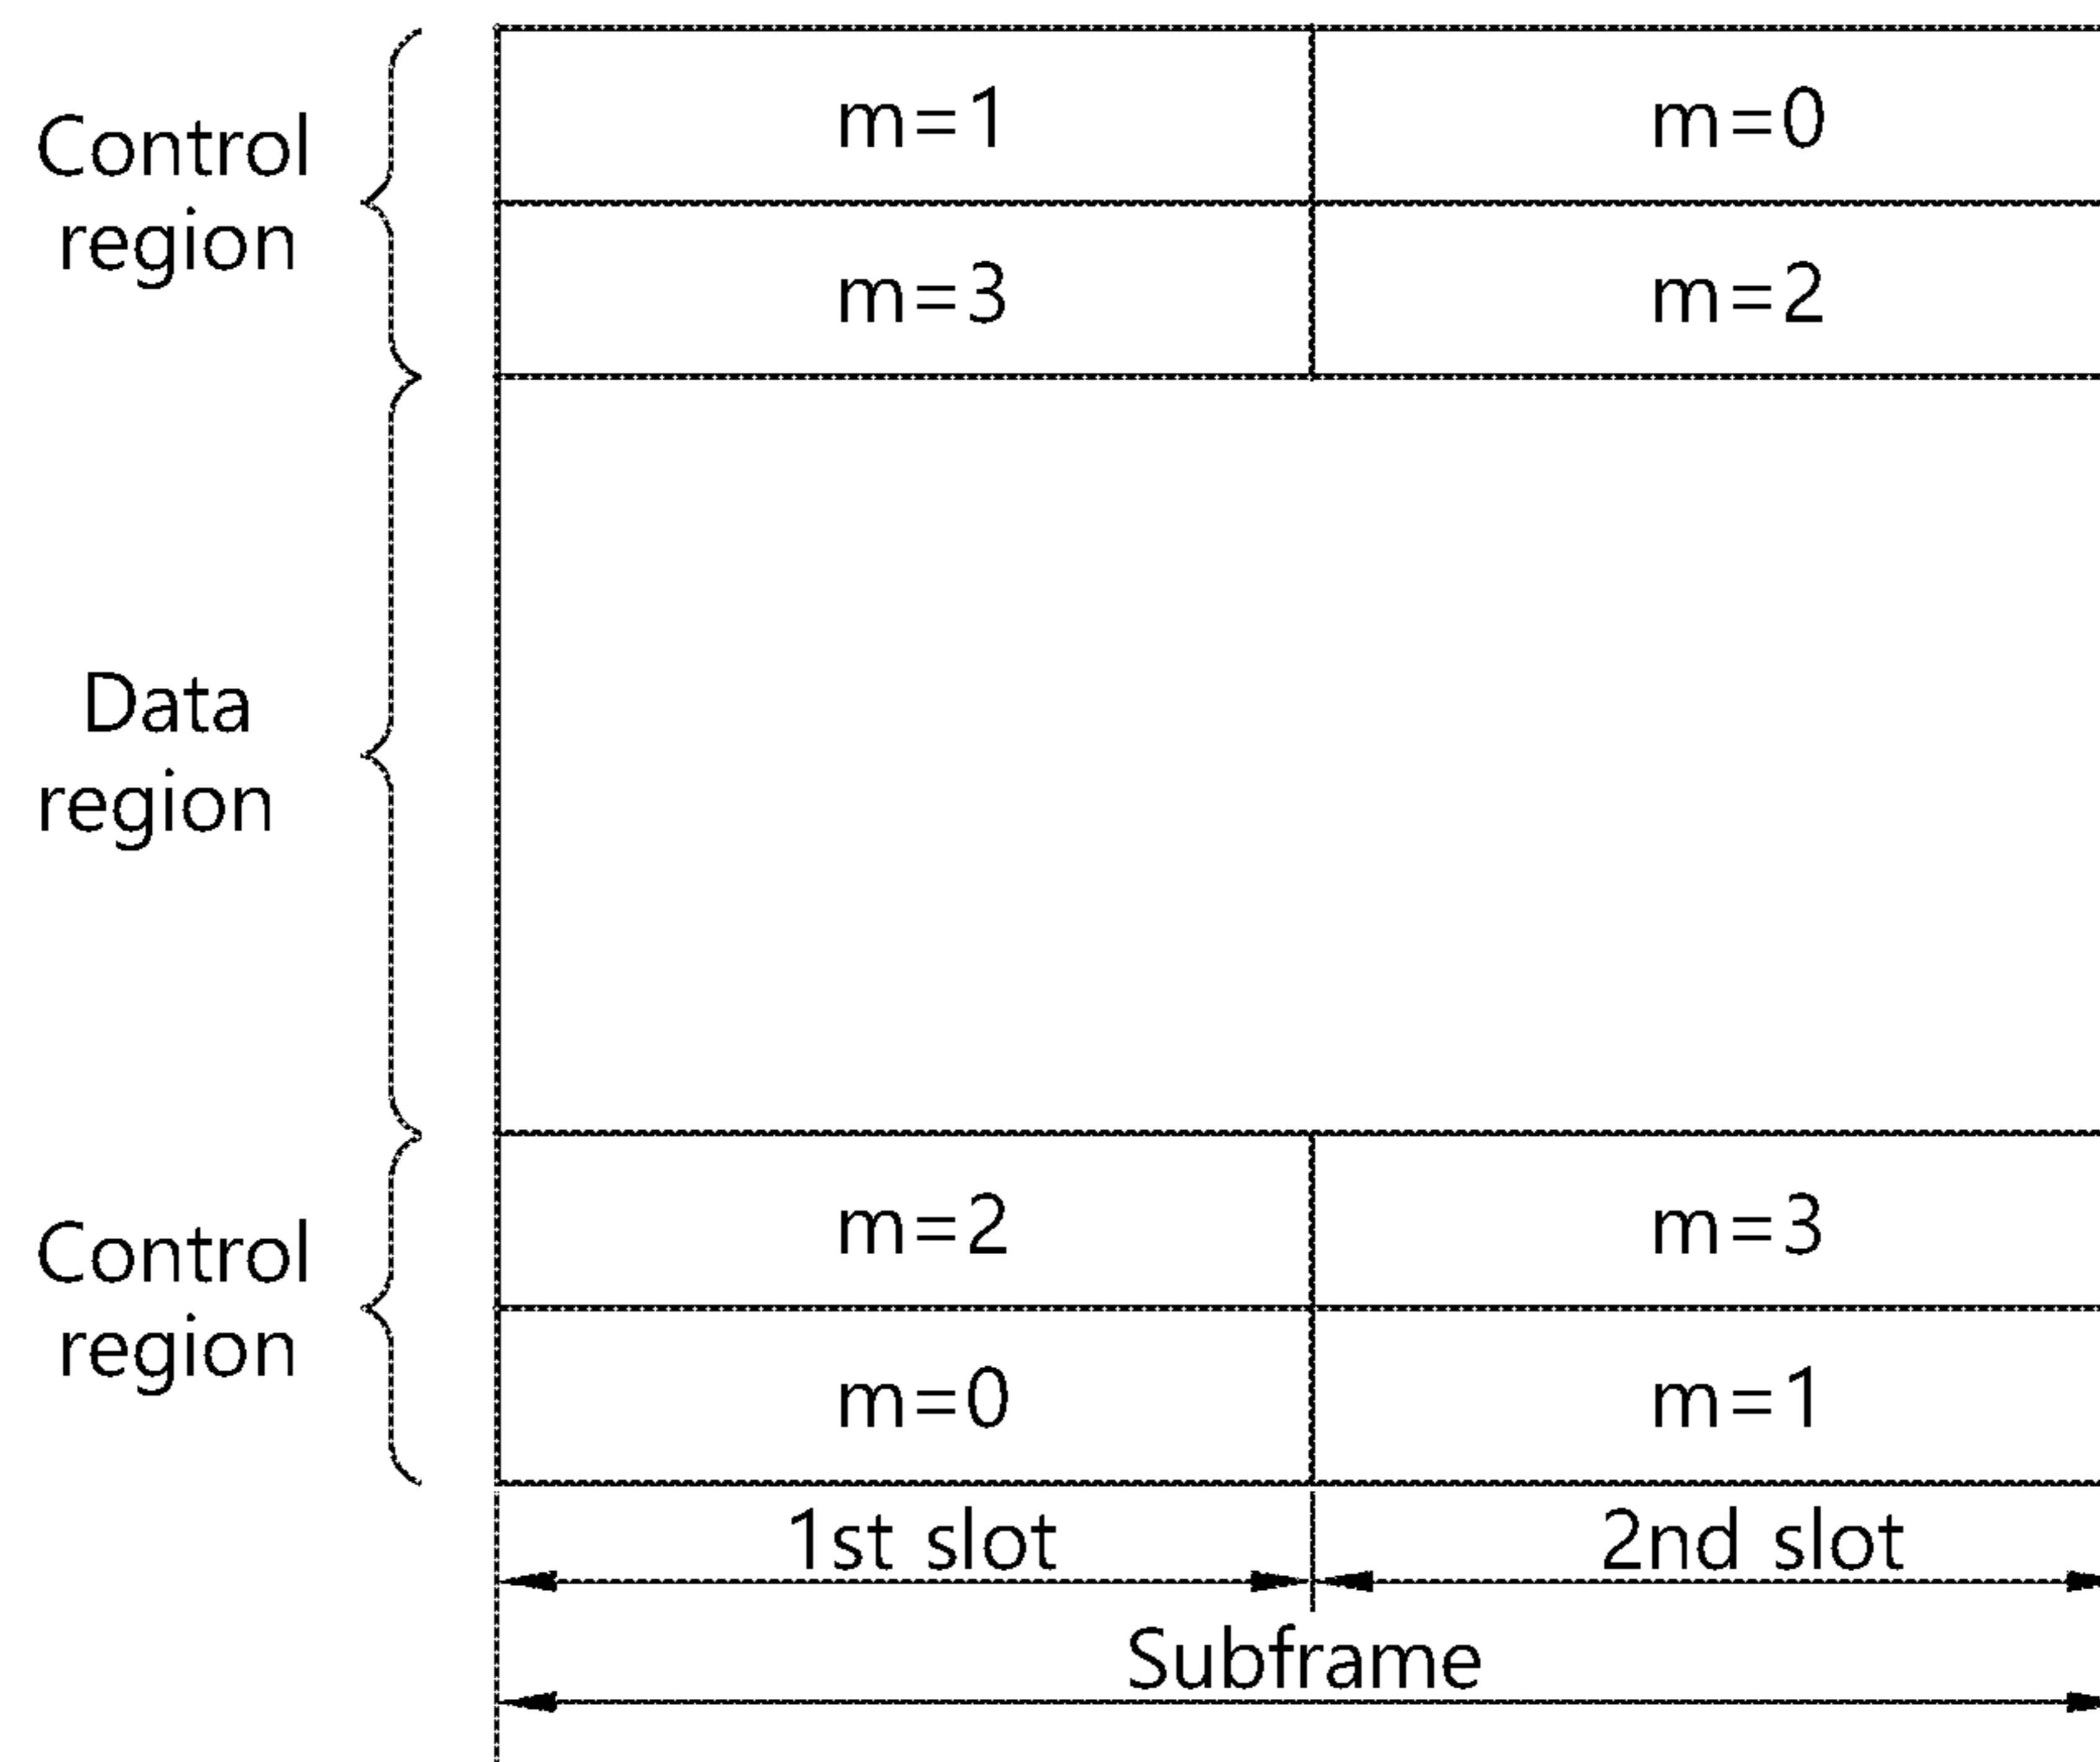 Control
region
m=1
m=0
m=3
m=2
Data
region
Control
region
m=2
m=3
m=0
m=1
1st slot
2nd slot
Subframe